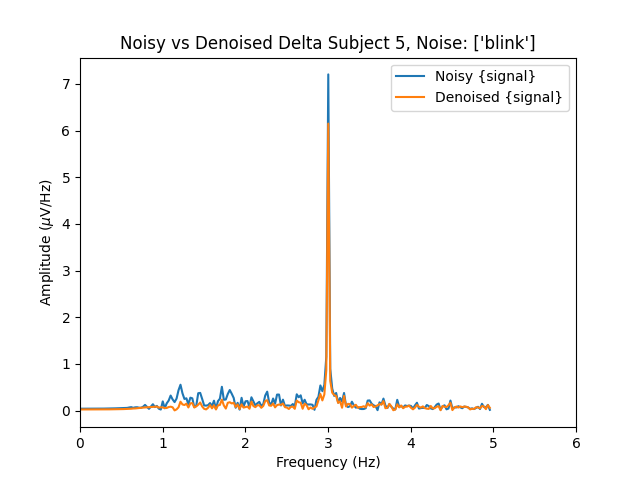 Noisy vs Denoised Delta Subject 5, Noise: ['blink']
Noisy {signal}
Denoised {signal}
Amplitude (μV/Hz)
7
6
5
4
3
2
1
0
0 1 2 3 4 5 6
Frequency (Hz)